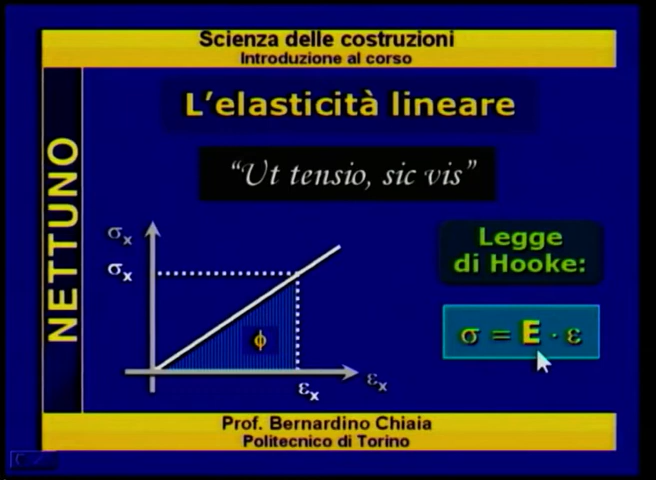 Scienza delle costruzioni
Introduzione al corso
NETTUNO
L'elasticità lineare
“Ut tensio, sic vis”
σx
σx
ϕ
εx
εx
Legge
di Hooke:
σ = E · ε
Prof. Bernardino Chiaia
Politecnico di Torino